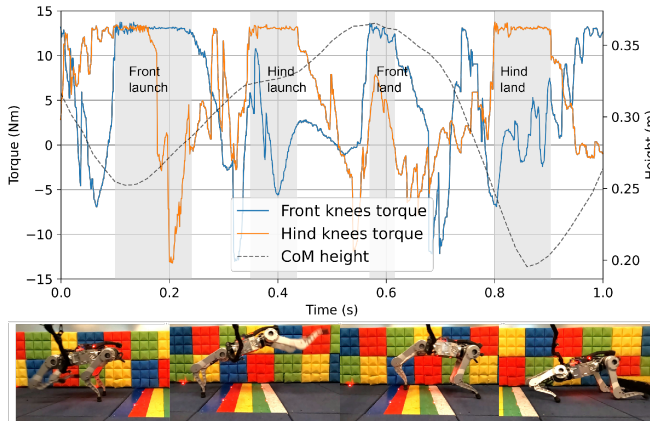 15
10
5
0
−5
−10
−15
Torque (Nm)
Front
launch
Hind
launch
Front
land
Hind
land
Front knees torque
Hind knees torque
CoM height
0.35
0.30
0.25
0.20
Height (m)
0.0
0.2
0.4
0.6
0.8
1.0
Time (s)